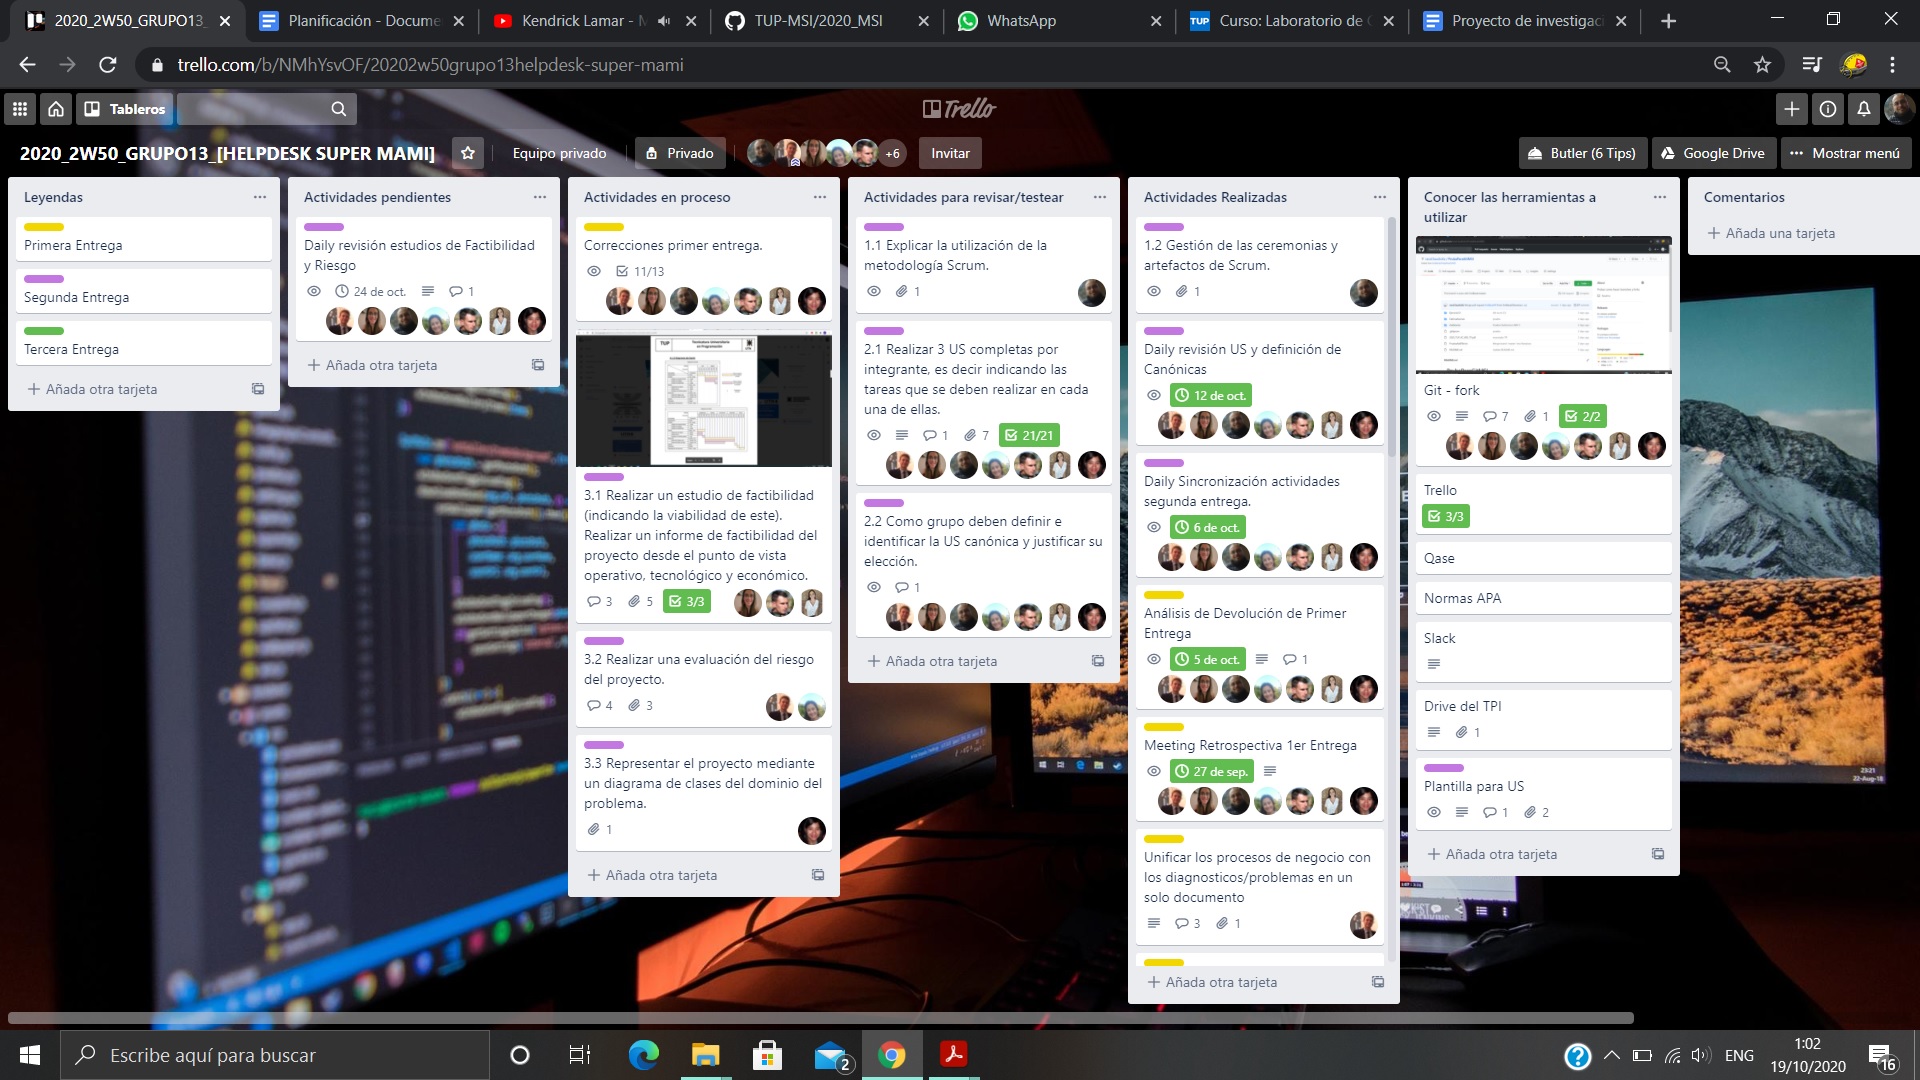 2020_2W50_GRUPO13_
Planificación - Docume
Kendrick Lamar - M
TUP-MSI/2020_MSI
WhatsApp
TUP
Curso: Laboratorio de C
Proyecto de investigac
trello.com/b/NMhYsvOF/20202w50grupo13helpdesk-super-mami
Tableros
Trello
2020_2W50_GRUPO13_[HELPDESK SUPER MAMI]
Equipo privado
Privado
+6
Invitar
Butler (6 Tips)
Google Drive
Mostrar menú
Leyendas
Primera Entrega
Segunda Entrega
Tercera Entrega
+ Añada otra tarjeta
Actividades pendientes
Daily revisión estudios de Factibilidad
y Riesgo
24 de oct.
1
+ Añada otra tarjeta
Actividades en proceso
Correcciones primer entrega.
11/13
TUP
3.1 Realizar un estudio de factibilidad
(indicando la viabilidad de este).
Realizar un informe de factibilidad del
proyecto desde el punto de vista
operativo, tecnológico y económico.
3 5 3/3
3.2 Realizar una evaluación del riesgo
del proyecto.
4 3
3.3 Representar el proyecto mediante
un diagrama de clases del dominio del
problema.
1
+ Añada otra tarjeta
Actividades para revisar/testear
1.1 Explicar la utilización de la
metodología Scrum.
1
2.1 Realizar 3 US completas por
integrante, es decir indicando las
tareas que se deben realizar en cada
una de ellas.
1 7 21/21
2.2 Como grupo deben definir e
identificar la US canónica y justificar su
elección.
1
+ Añada otra tarjeta
Actividades Realizadas
1.2 Gestión de las ceremonias y
artefactos de Scrum.
1
Daily revisión US y definición de
Canónicas
12 de oct.
Daily Sincronización actividades
segunda entrega.
6 de oct.
Análisis de Devolución de Primer
Entrega
5 de oct. 1
Meeting Retrospectiva 1er Entrega
27 de sep.
Unificar los procesos de negocio con
los diagnosticos/problemas en un
solo documento
3 1
+ Añada otra tarjeta
Conocer las herramientas a
utilizar
Git - fork
7 1 2/2
Trello
3/3
Qase
Normas APA
Slack
Drive del TPI
1
Plantilla para US
1 2
+ Añada otra tarjeta
Comentarios
+ Añada una tarjeta
23:21
22-Aug-18
Escribe aquí para buscar
2
ENG
1:02
19/10/2020
16